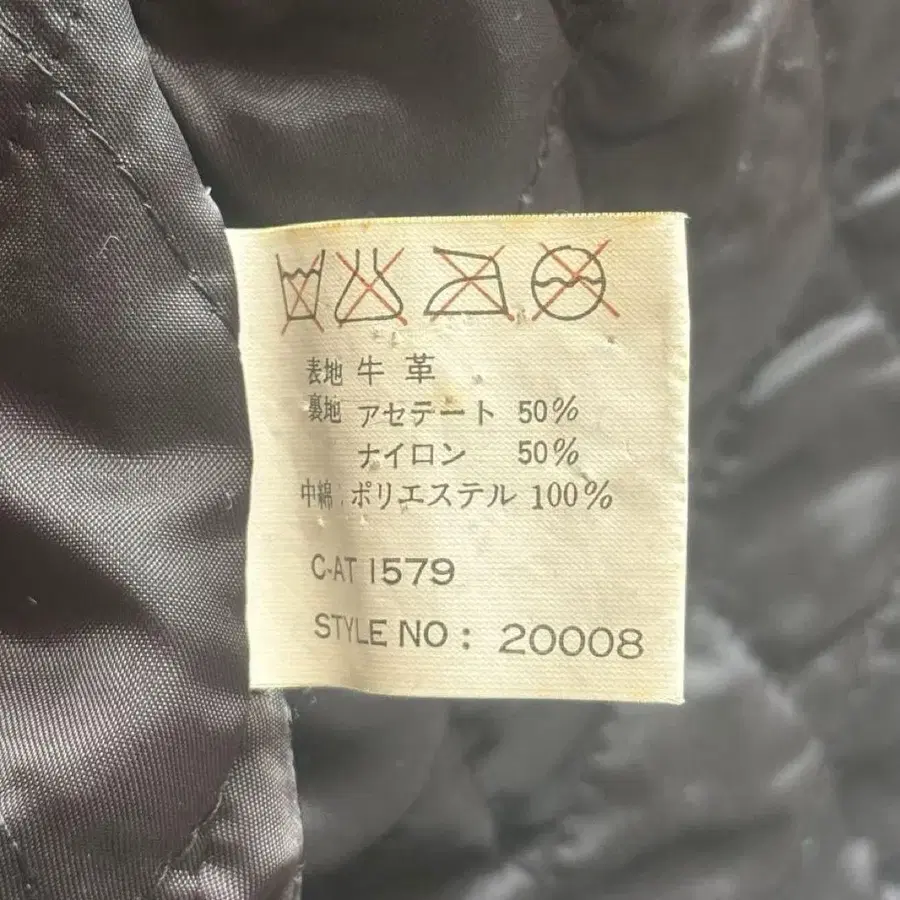 表地 牛革
裏地 アセテート 50%
ナイロン 50%
中綿:ポリエステル 100%
C-AT 1579
STYLE NO: 20008